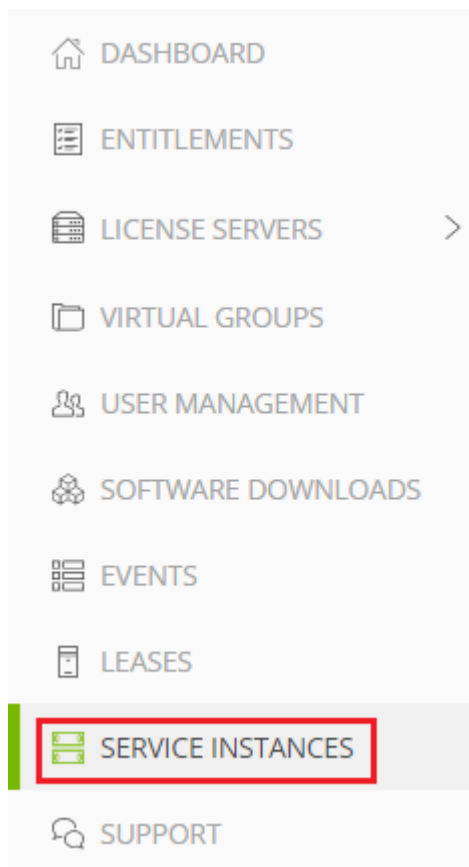 DASHBOARD
ENTITLEMENTS
LICENSE SERVERS
VIRTUAL GROUPS
USER MANAGEMENT
SOFTWARE DOWNLOADS
EVENTS
LEASES
SERVICE INSTANCES
SUPPORT